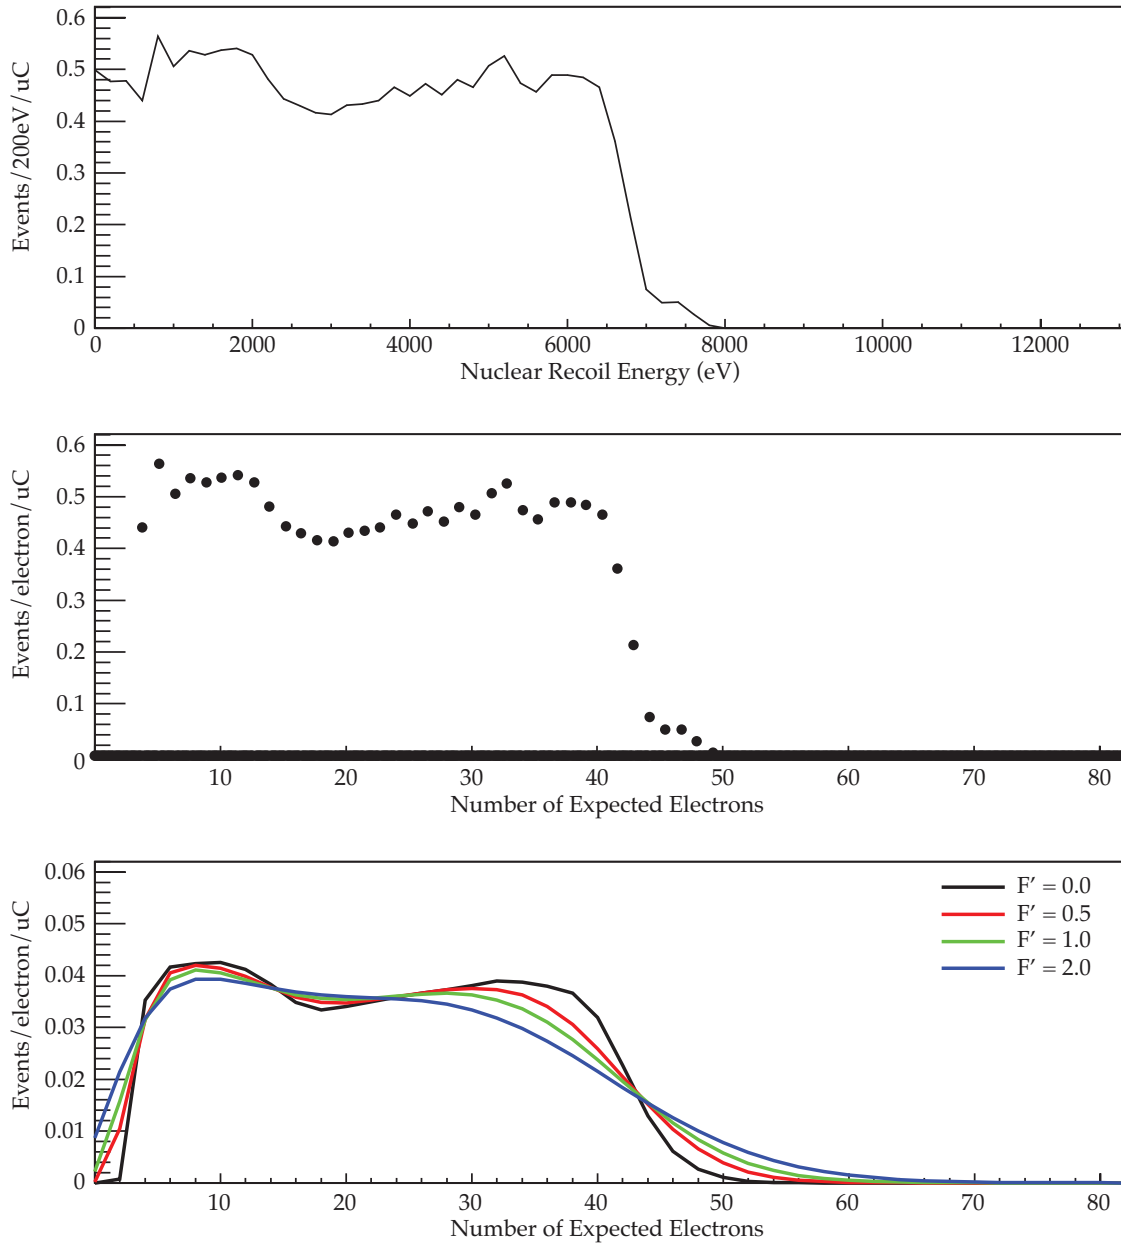 0.6
0.5
0.4
0.3
0.2
0.1
0
Events/200eV/uC
0 2000 4000 6000 8000 10000 12000
Nuclear Recoil Energy (eV)
0.6
0.5
0.4
0.3
0.2
0.1
0
Events/electron/uC
10 20 30 40 50 60 70 80
Number of Expected Electrons
0.06
0.05
0.04
0.03
0.02
0.01
0
Events/electron/uC
F' = 0.0
F' = 0.5
F' = 1.0
F' = 2.0
10 20 30 40 50 60 70 80
Number of Expected Electrons